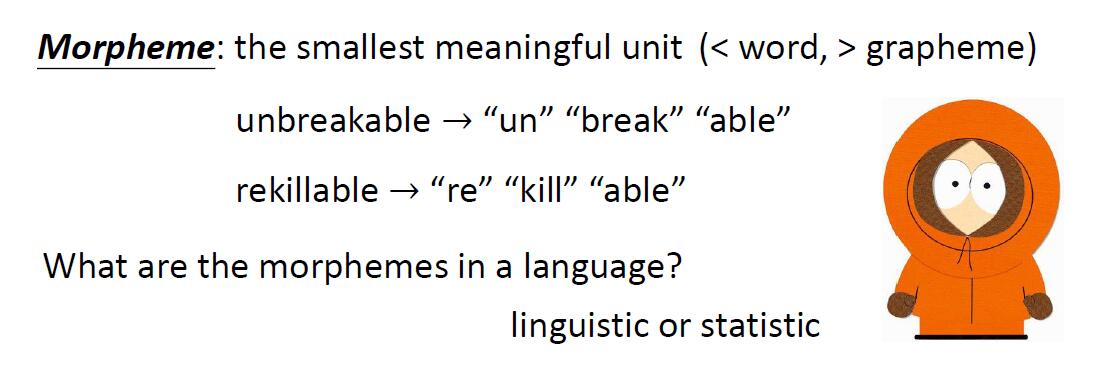 Morpheme: the smallest meaningful unit (< word, > grapheme)
unbreakable → “un” “break” “able”
rekillable → “re” “kill” “able”
What are the morphemes in a language?
linguistic or statistic